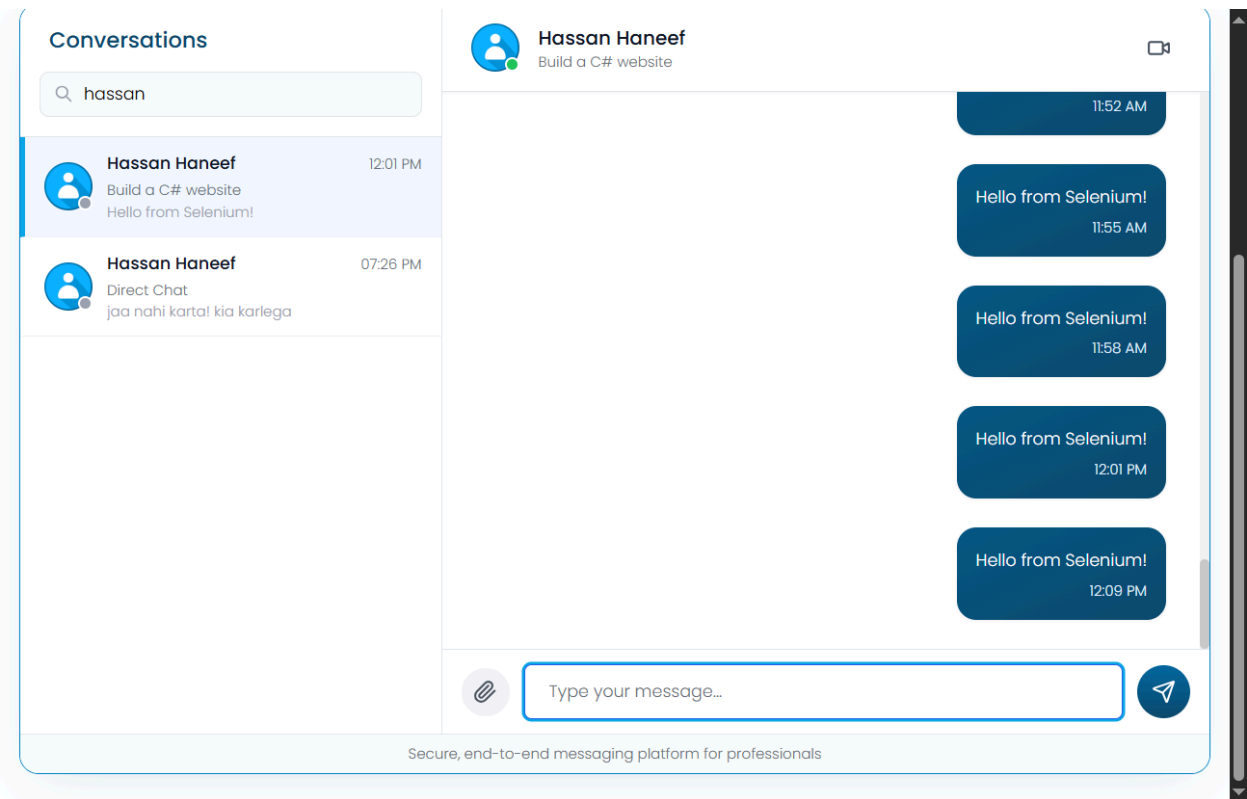 Conversations
hassan
Hassan Haneef
12:01 PM
Build a C# website
Hello from Selenium!
Hassan Haneef
07:26 PM
Direct Chat
jaa nahi karta! kia karlega
Hassan Haneef
Build a C# website
11:52 AM
Hello from Selenium!
11:55 AM
Hello from Selenium!
11:58 AM
Hello from Selenium!
12:01 PM
Hello from Selenium!
12:09 PM
Type your message...
Secure, end-to-end messaging platform for professionals